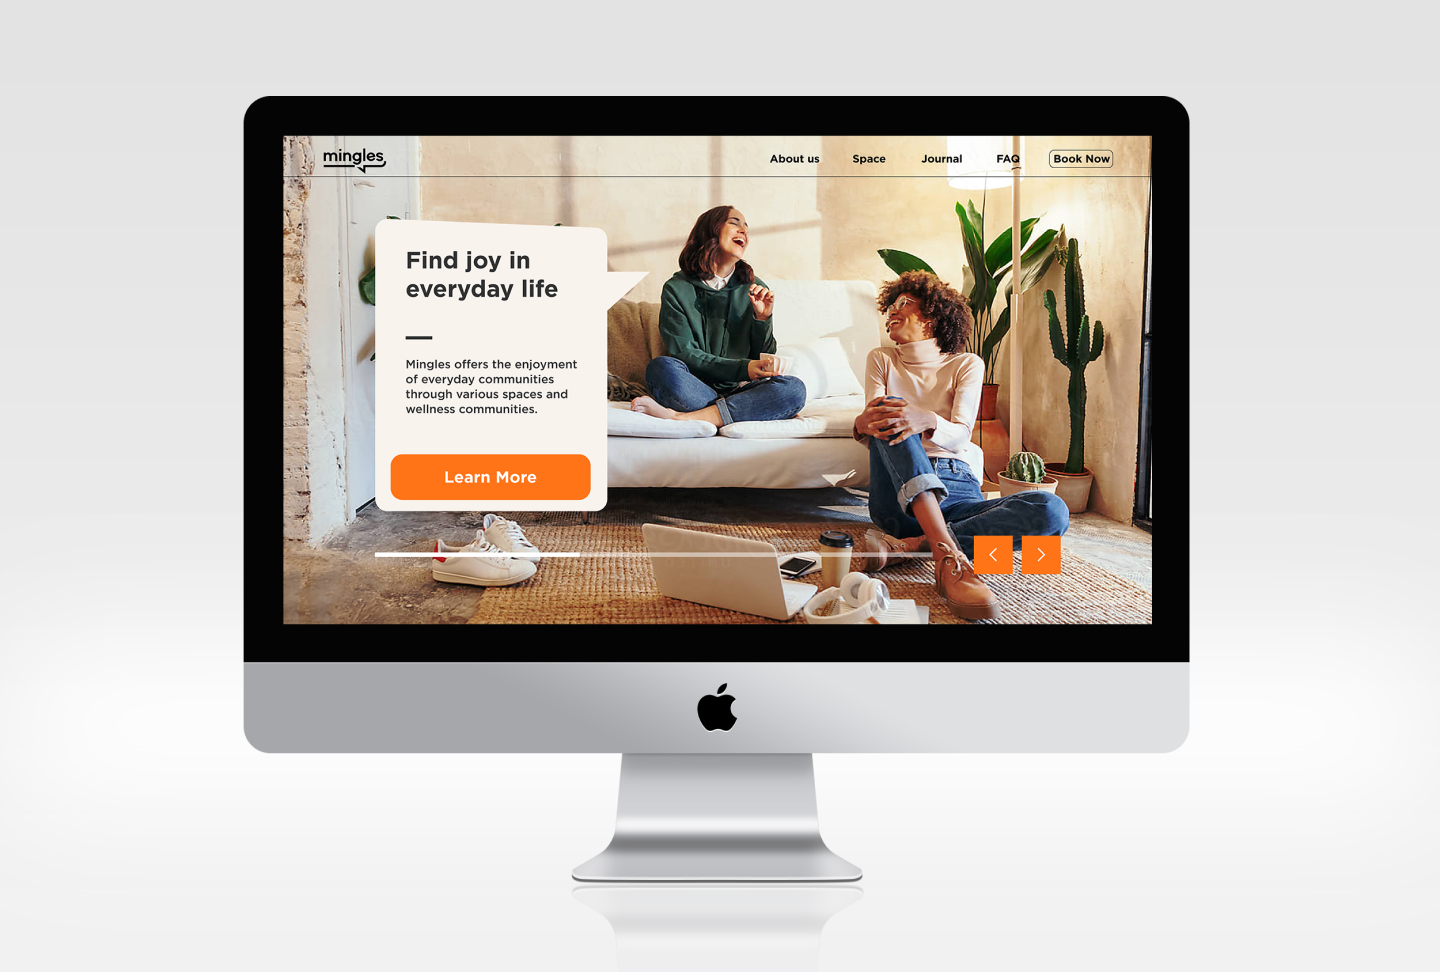 mingles
About us
Space
Journal
FAQ
Book Now
Find joy in
everyday life
Mingles offers the enjoyment
of everyday communities
through various spaces and
wellness communities.
Learn More